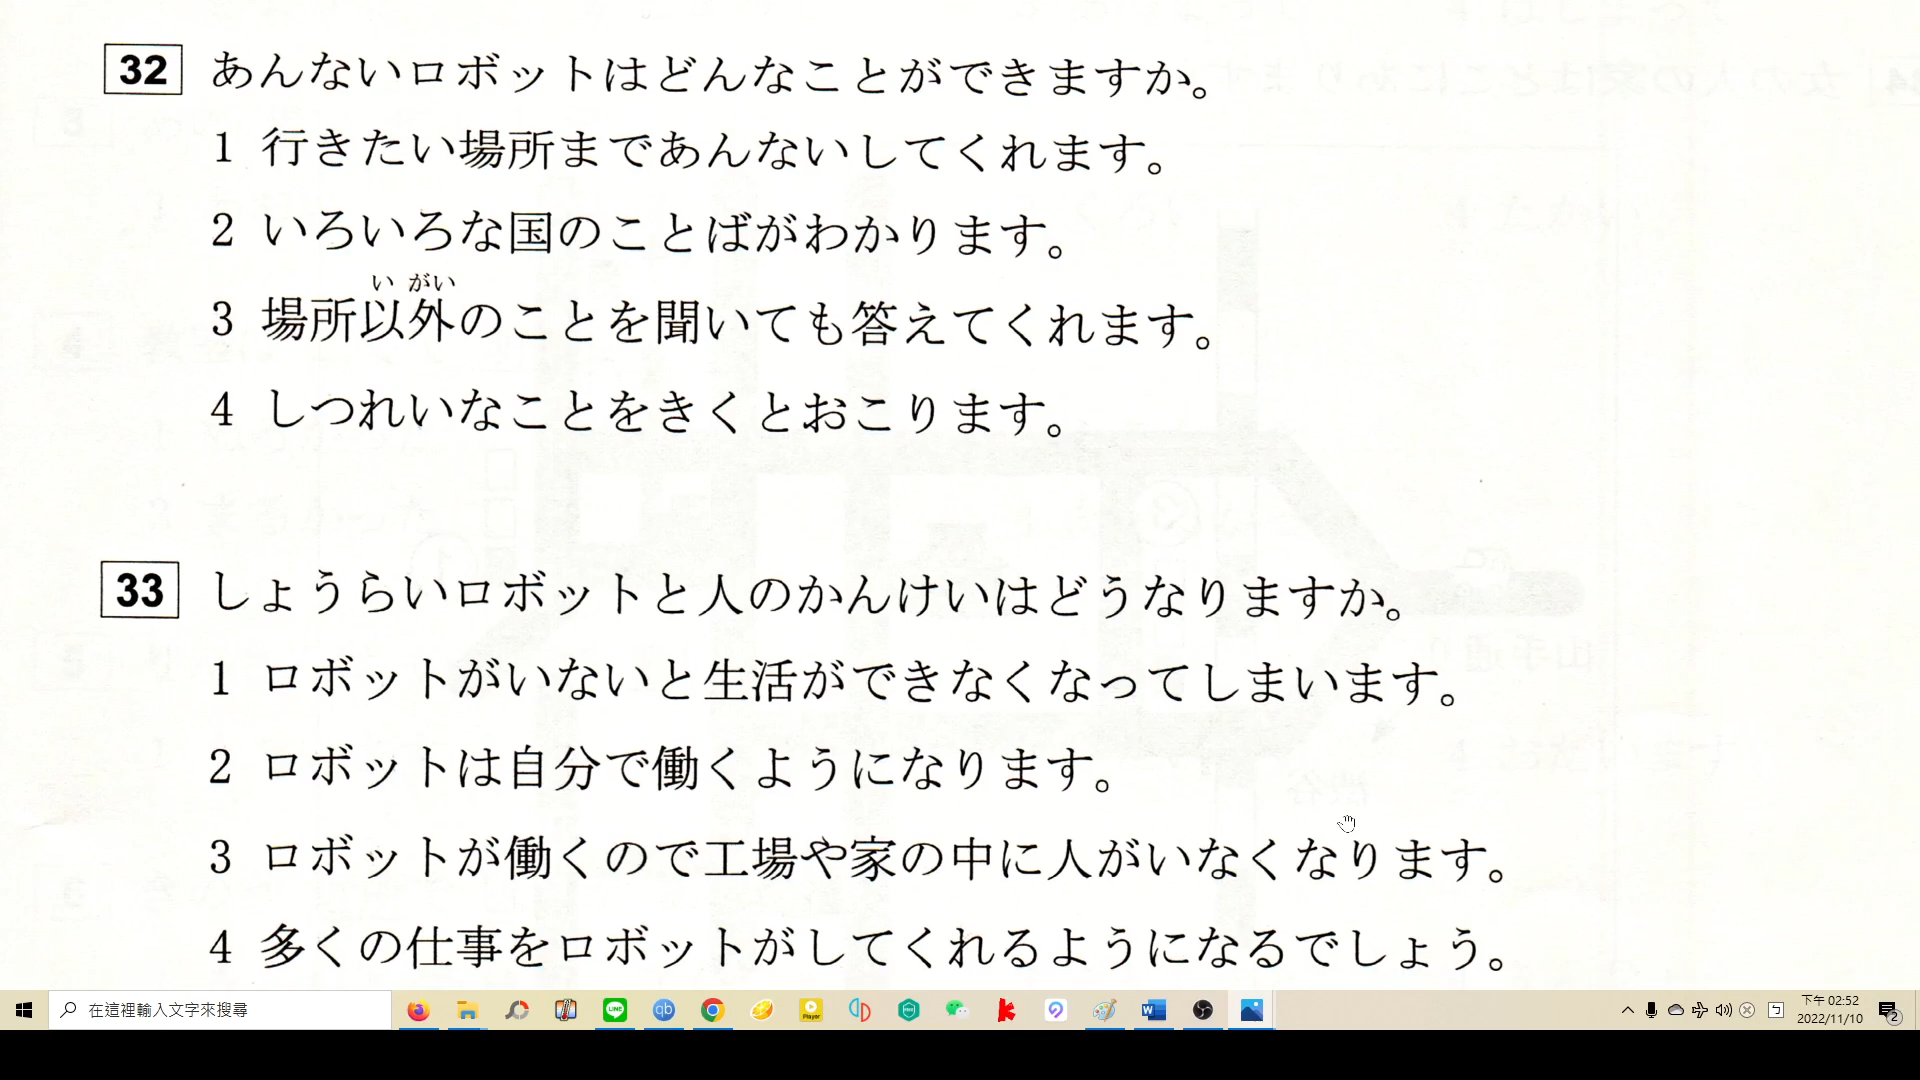 32 あんないロボットはどんなことができますか。
1 行きたい場所まであんないしてくれます。
2 いろいろな国のことばがわかります。
い がい
3 場所以外のことを聞いても答えてくれます。
4 しつれいなことをきくとおこります。
33 しょうらいロボットと人のかんけいはどうなりますか。
1 ロボットがいないと生活ができなくなってしまいます。
2 ロボットは自分で働くようになります。
3 ロボットが働くので工場や家の中に人がいなくなります。
4 多くの仕事をロボットがしてくれるようになるでしょう。
在這裡輸入文字來搜尋
下午 02:52
2022/11/10
2